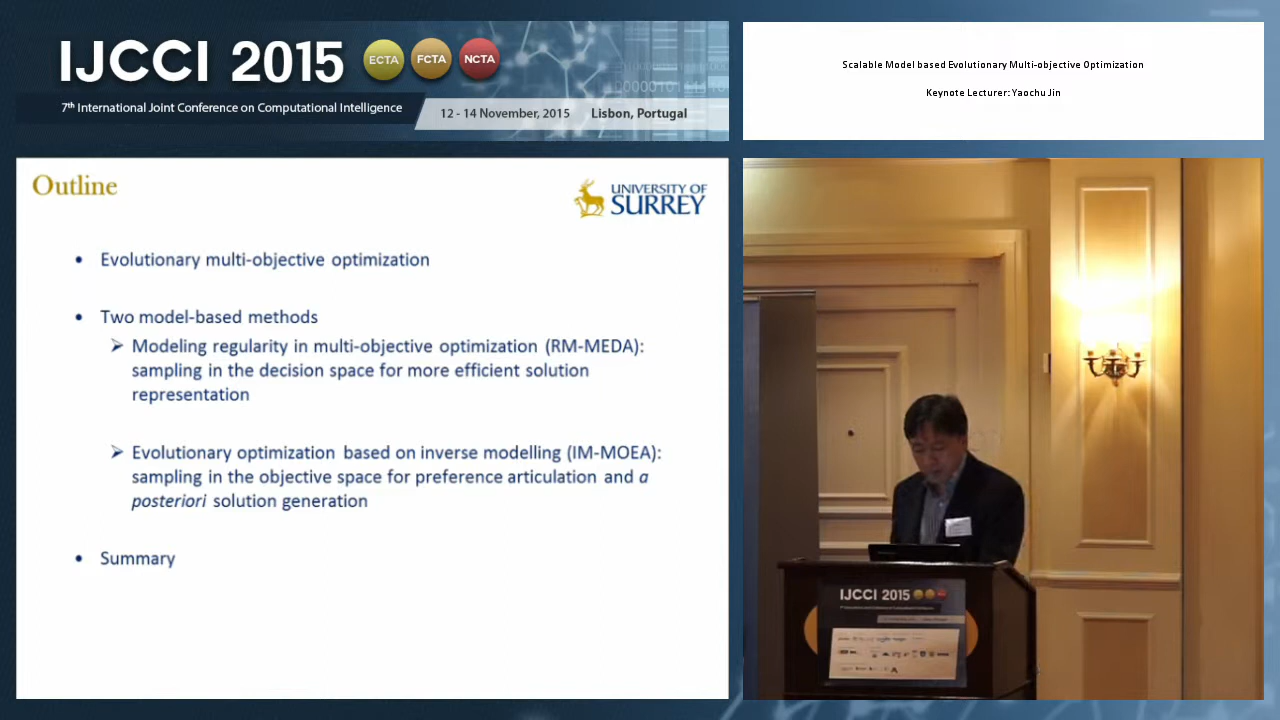 IJCCI 2015
ECTA
FCTA
NCTA
7th International Joint Conference on Computational Intelligence
12 - 14 November, 2015 Lisbon, Portugal
Scalable Model based Evolutionary Multi-objective Optimization
Keynote Lecturer: Yaochu Jin
Outline
UNIVERSITY OF
SURREY
• Evolutionary multi-objective optimization
• Two model-based methods
➢ Modeling regularity in multi-objective optimization (RM-MEDA):
sampling in the decision space for more efficient solution
representation
➢ Evolutionary optimization based on inverse modelling (IM-MOEA):
sampling in the objective space for preference articulation and a
posteriori solution generation
• Summary
IJCCI 2015